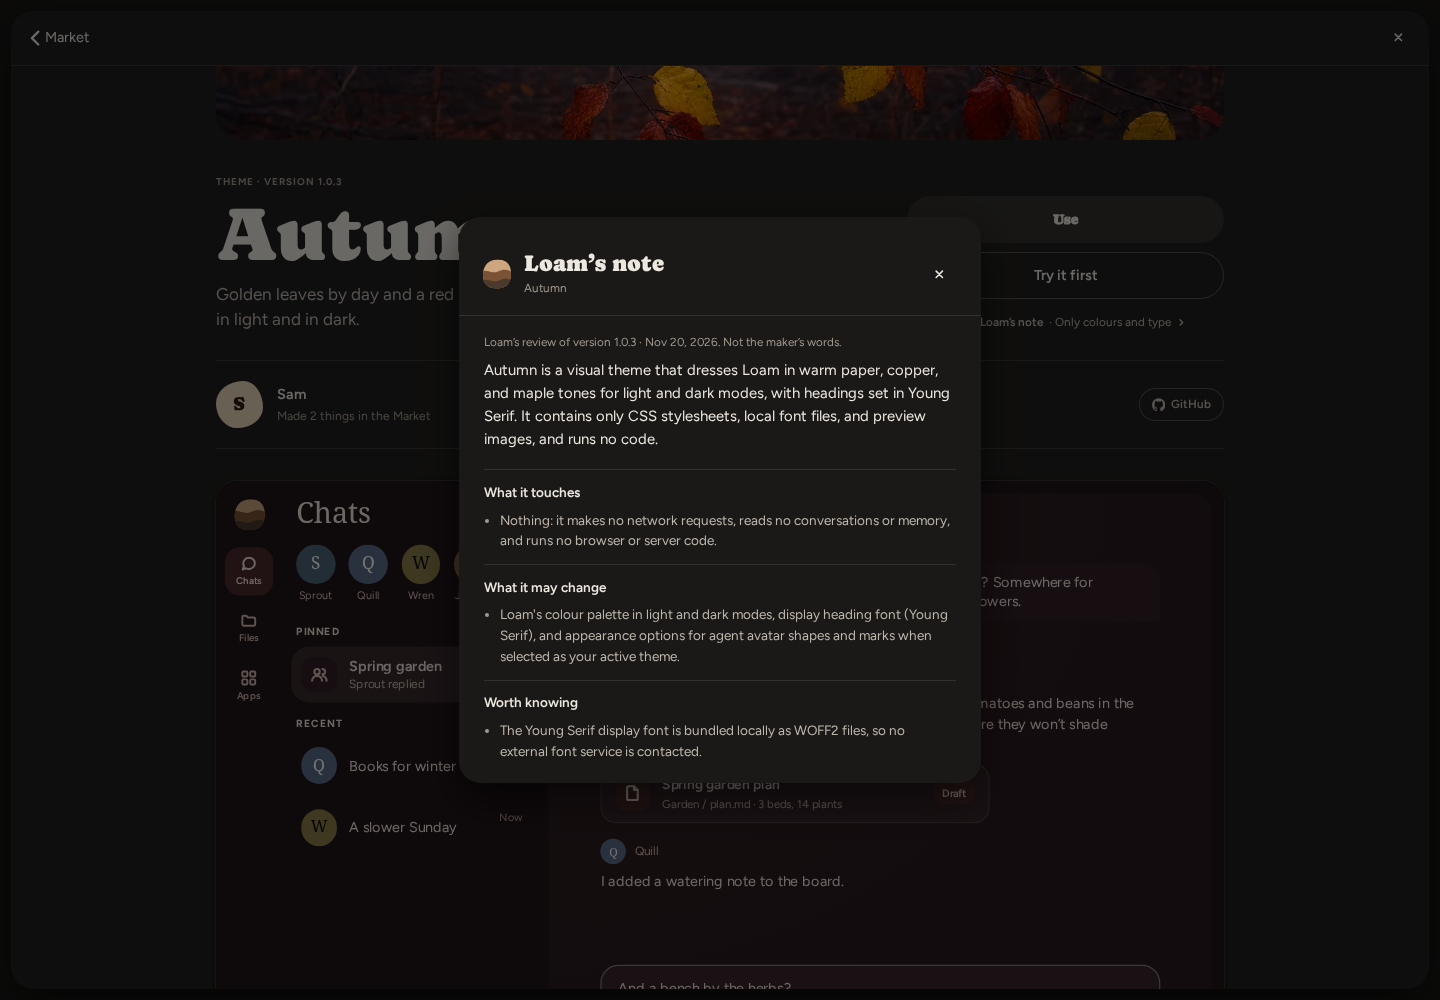 Market
THEME · VERSION 1.0.3
Autum
Golden leaves by day and a red
in light and in dark.
Use
Try it first
Loam's note · Only colours and type
S
Sam
Made 2 things in the Market
GitHub
Loam’s note
Autumn
Loam's review of version 1.0.3 · Nov 20, 2026. Not the maker's words.
Autumn is a visual theme that dresses Loam in warm paper, copper,
and maple tones for light and dark modes, with headings set in Young
Serif. It contains only CSS stylesheets, local font files, and preview
images, and runs no code.
What it touches
• Nothing: it makes no network requests, reads no conversations or memory,
and runs no browser or server code.
What it may change
• Loam's colour palette in light and dark modes, display heading font (Young
Serif), and appearance options for agent avatar shapes and marks when
selected as your active theme.
Worth knowing
• The Young Serif display font is bundled locally as WOFF2 files, so no
external font service is contacted.
Chats
Files
Apps
Chats
S
Q
W
Sprout
Quill
Wren
PINNED
Spring garden
Sprout replied
RECENT
Q
Books for winter
W
A slower Sunday
Now
? Somewhere for
owers.
matoes and beans in the
re they won't shade
Spring garden plan
Garden / plan.md · 3 beds, 14 plants
Draft
Q
Quill
I added a watering note to the board.
And a bench by the herbs?